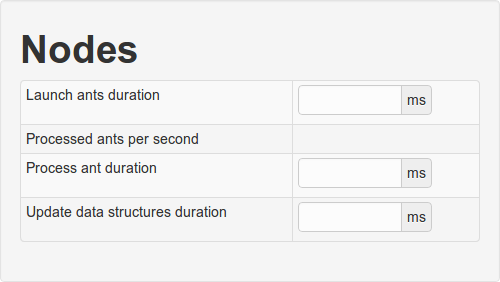 Nodes
Launch ants duration ms
Processed ants per second
Process ant duration ms
Update data structures duration ms